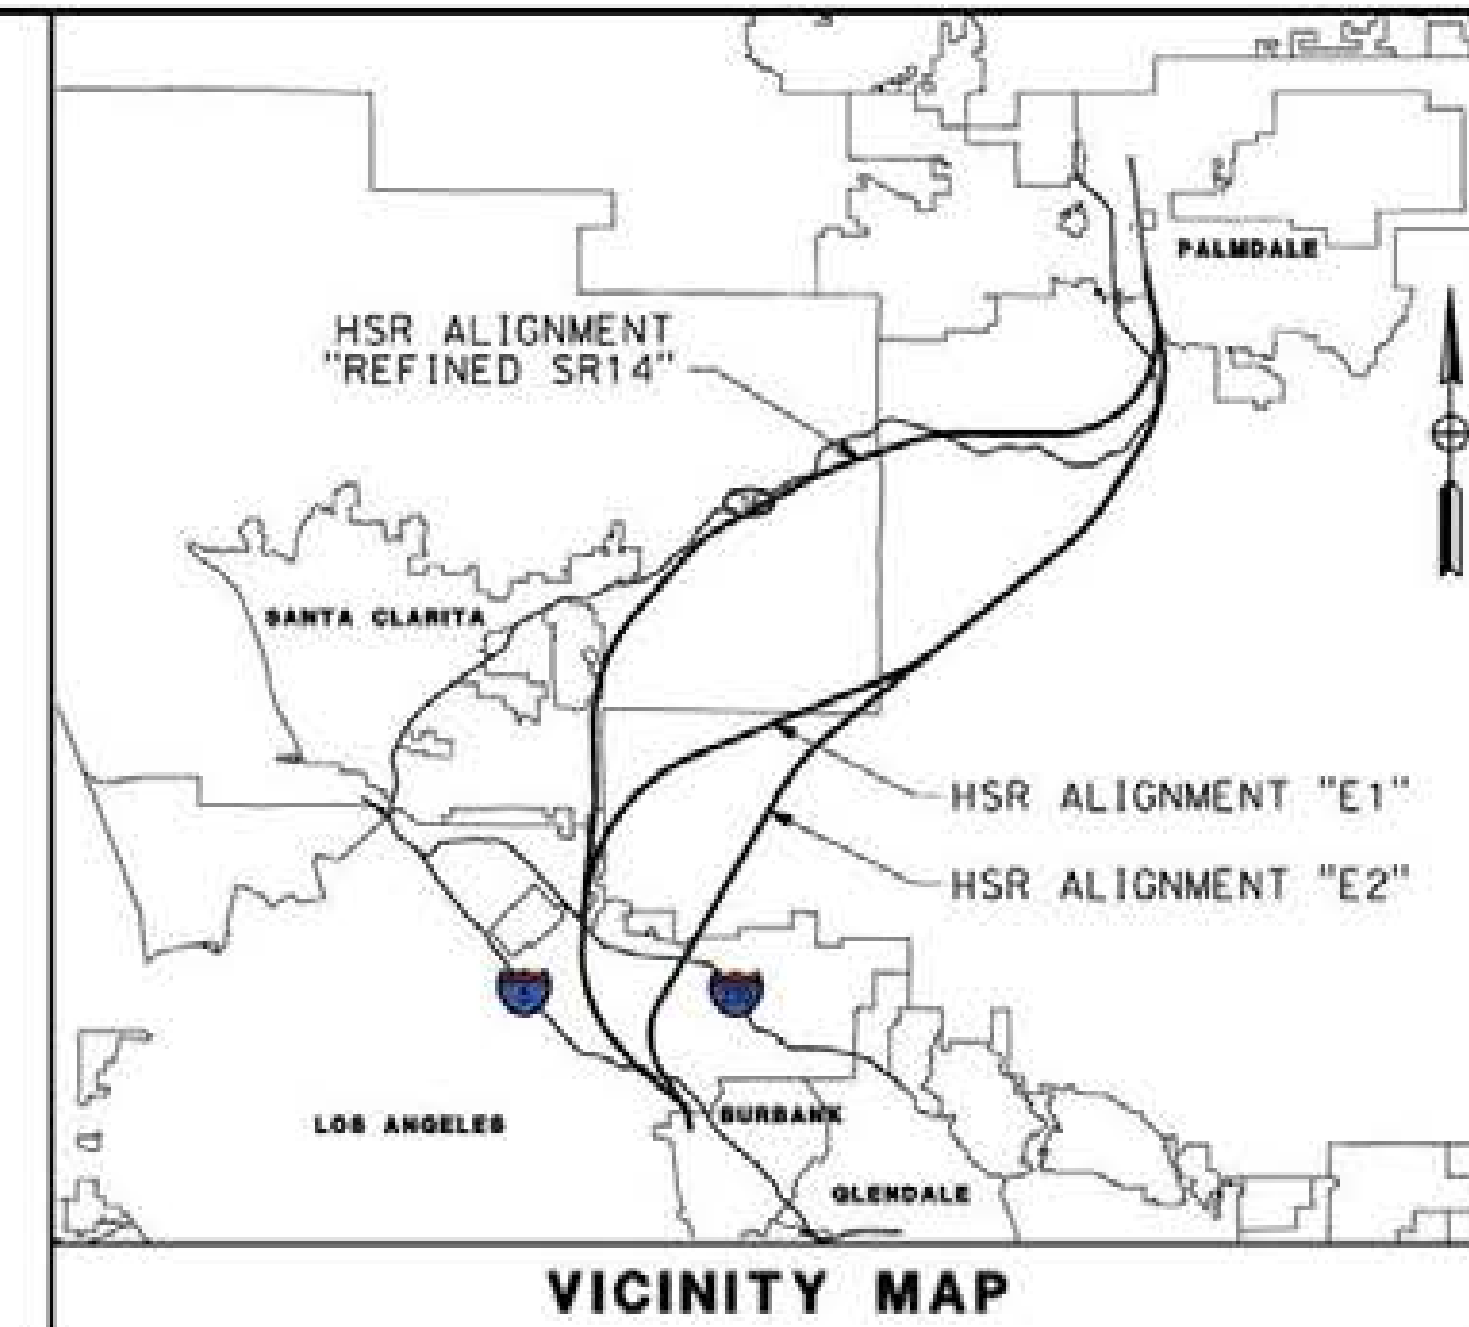 PALMDALE
HSR ALIGNMENT
"REFINED SR14"
SANTA CLARITA
HSR ALIGNMENT "E1"
HSR ALIGNMENT "E2"
LOS ANGELES
BURBANK
GLENDALE
VICINITY MAP